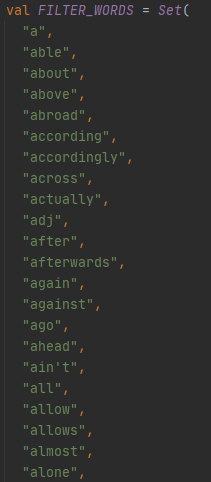 val FILTER_WORDS = Set(
"a",
"able",
"about",
"above",
"abroad",
"according",
"accordingly",
"across",
"actually",
"adj",
"after",
"afterwards",
"again",
"against",
"ago",
"ahead",
"ain't",
"all",
"allow",
"allows",
"almost",
"alone",